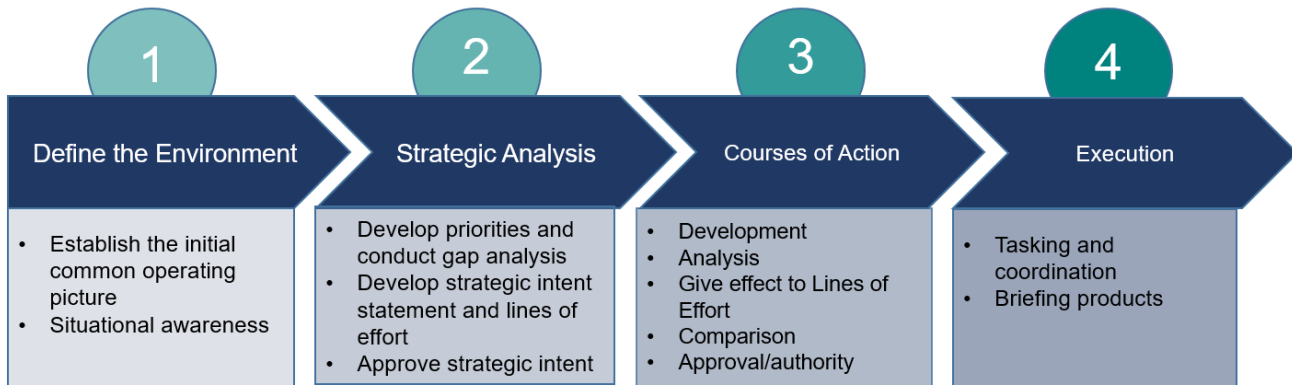 1
Define the Environment
• Establish the initial
common operating
picture
• Situational awareness
2
Strategic Analysis
• Develop priorities and
conduct gap analysis
• Develop strategic intent
statement and lines of
effort
• Approve strategic intent
3
Courses of Action
• Development
• Analysis
• Give effect to Lines of
Effort
• Comparison
• Approval/authority
4
Execution
• Tasking and
coordination
• Briefing products